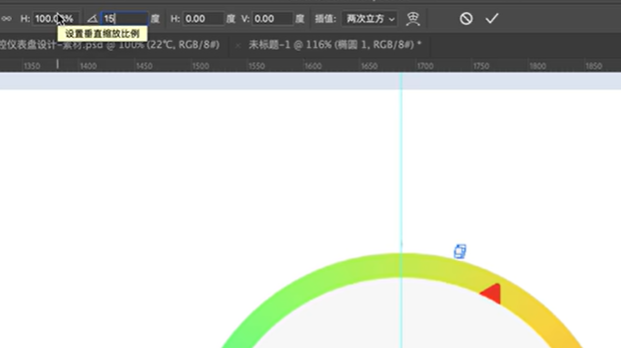 H: 100.0 % 15 度 H: 0.00 度 V: 0.00 度 插值: 两次立方
设置垂直缩放比例
控仪表盘设计-素材.psd @ 100% (22℃, RGB/8#) × 未标题-1 @ 116% (椭圆 1, RGB/8#) *
1350 1400 1450 1500 1550 1600 1650 1700 1750 1800 1850